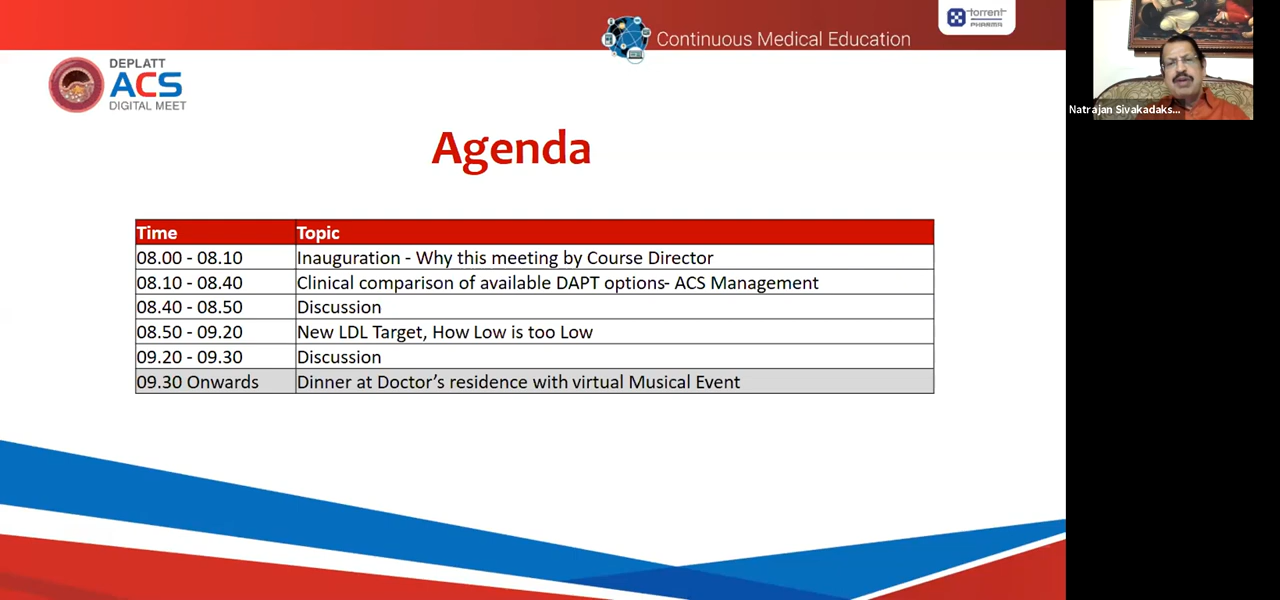 torrent
PHARMA
Continuous Medical Education
DEPLATT
ACS
DIGITAL MEET
Natrajan Sivakadaks...
Agenda
Time Topic
08.00 - 08.10 Inauguration - Why this meeting by Course Director
08.10 - 08.40 Clinical comparison of available DAPT options- ACS Management
08.40 - 08.50 Discussion
08.50 - 09.20 New LDL Target, How Low is too Low
09.20 - 09.30 Discussion
09.30 Onwards Dinner at Doctor’s residence with virtual Musical Event